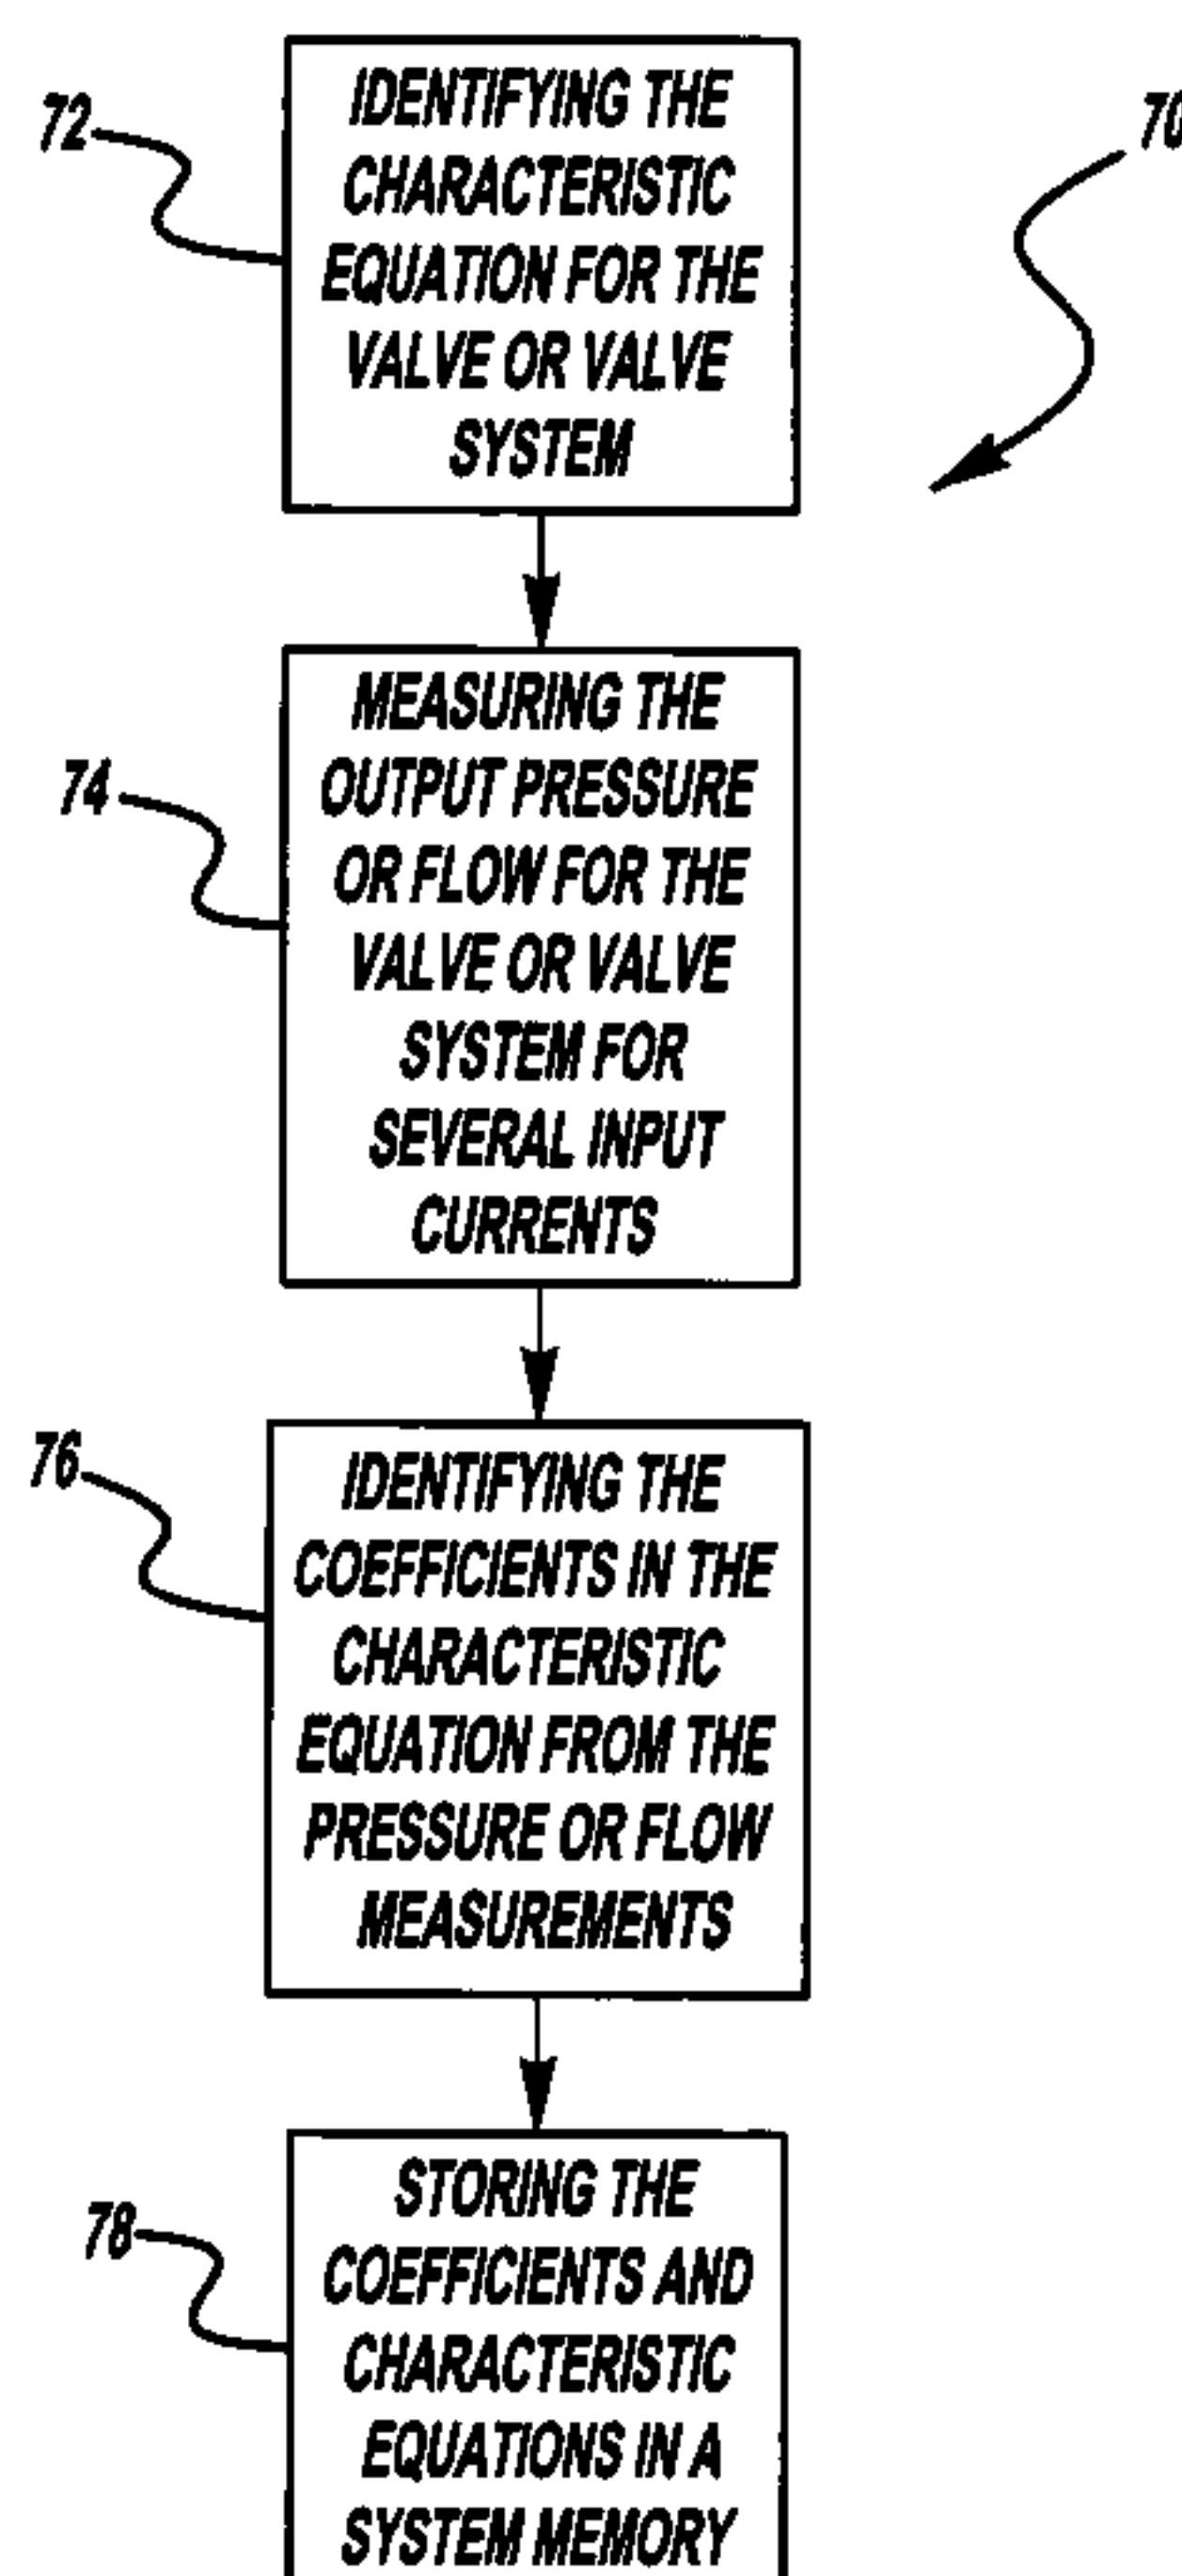 72
70
IDENTIFYING THE
CHARACTERISTIC
EQUATION FOR THE
VALVE OR VALVE
SYSTEM
74
MEASURING THE
OUTPUT PRESSURE
OR FLOW FOR THE
VALVE OR VALVE
SYSTEM FOR
SEVERAL INPUT
CURRENTS
76
IDENTIFYING THE
COEFFICIENTS IN THE
CHARACTERISTIC
EQUATION FROM THE
PRESSURE OR FLOW
MEASUREMENTS
78
STORING THE
COEFFICIENTS AND
CHARACTERISTIC
EQUATIONS IN A
SYSTEM MEMORY